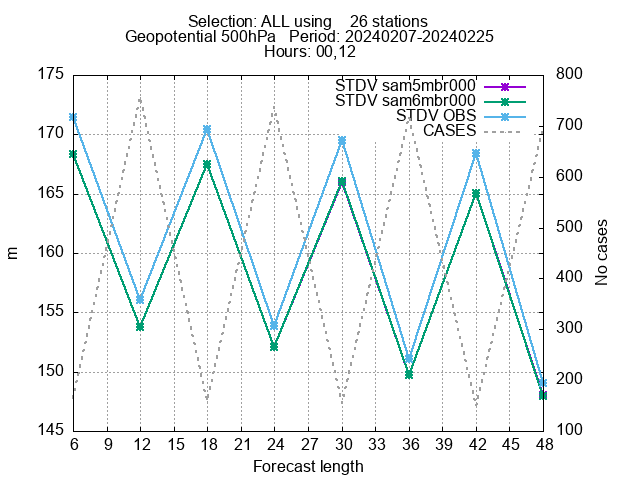 Selection: ALL using    26 stations
Geopotential 500hPa   Period: 20240207-20240225
Hours: 00,12
175 800
STDV sam5mbr000
STDV sam6mbr000
STDV OBS
CASES
170 700
165 600
160 500
400
155 300
150 200
145 100
m
No cases
6 9 12 15 18 21 24 27 30 33 36 39 42 45 48
Forecast length